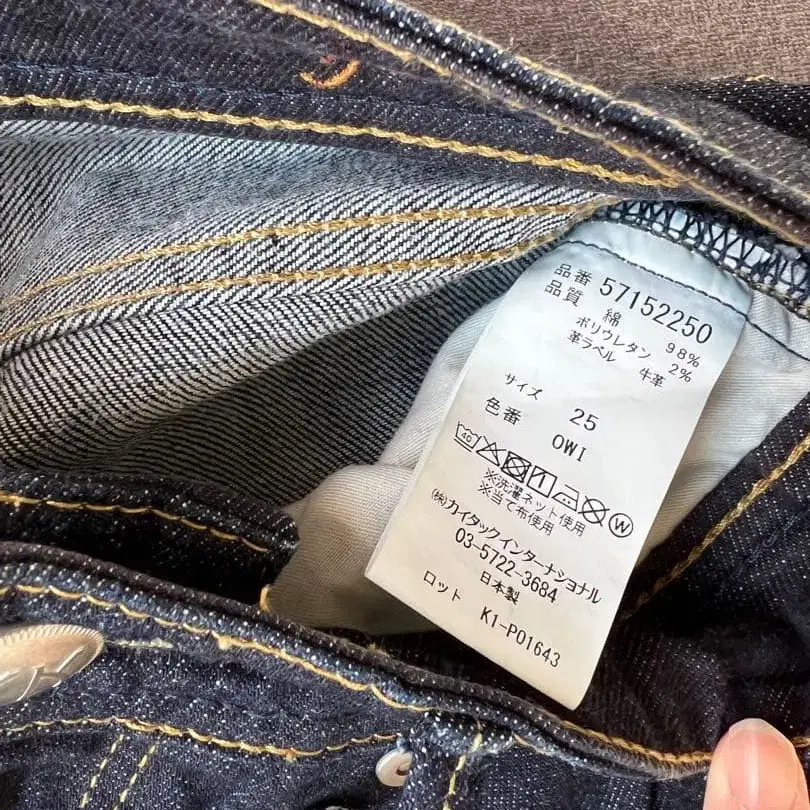 品番 57152250
品質 綿 98%
ポリウレタン 2%
革ラベル 牛革
サイズ 25
色番 OWI
40 1 W
※洗濯ネット使用
※当て布使用
(株)カイタックインターナショナル
03-5722-3684
日本製
ロット K1-P01643